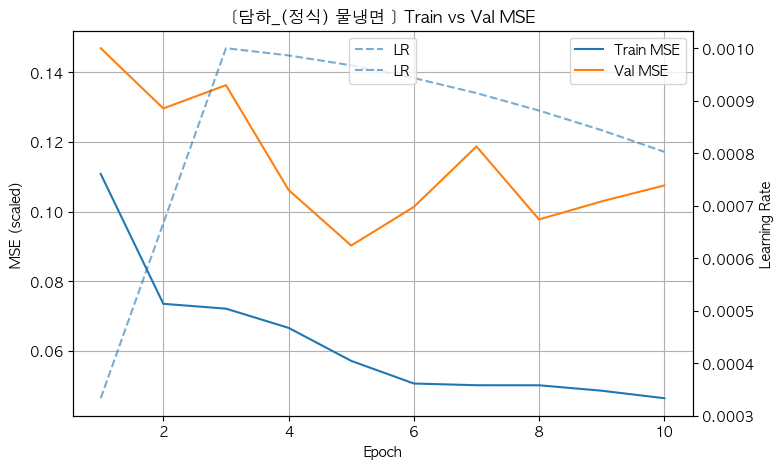 〔담하_(정식) 물냉면 〕 Train vs Val MSE
LR
LR
Train MSE
Val MSE
MSE (scaled)
0.14
0.12
0.10
0.08
0.06
0.0010
0.0009
0.0008
0.0007
0.0006
0.0005
0.0004
0.0003
Learning Rate
2 4 6 8 10
Epoch